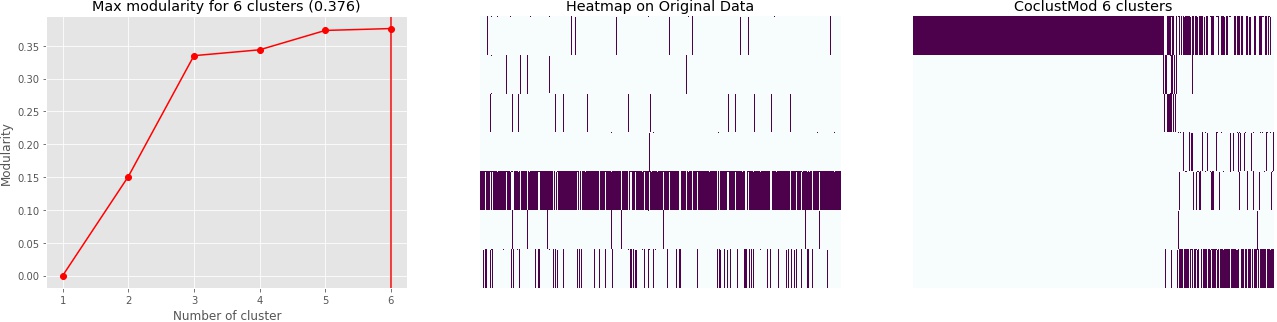 Max modularity for 6 clusters (0.376)
Heatmap on Original Data
CoclustMod 6 clusters
0.35
0.30
0.25
0.20
0.15
0.10
0.05
0.00
Modularity
1 2 3 4 5 6
Number of cluster